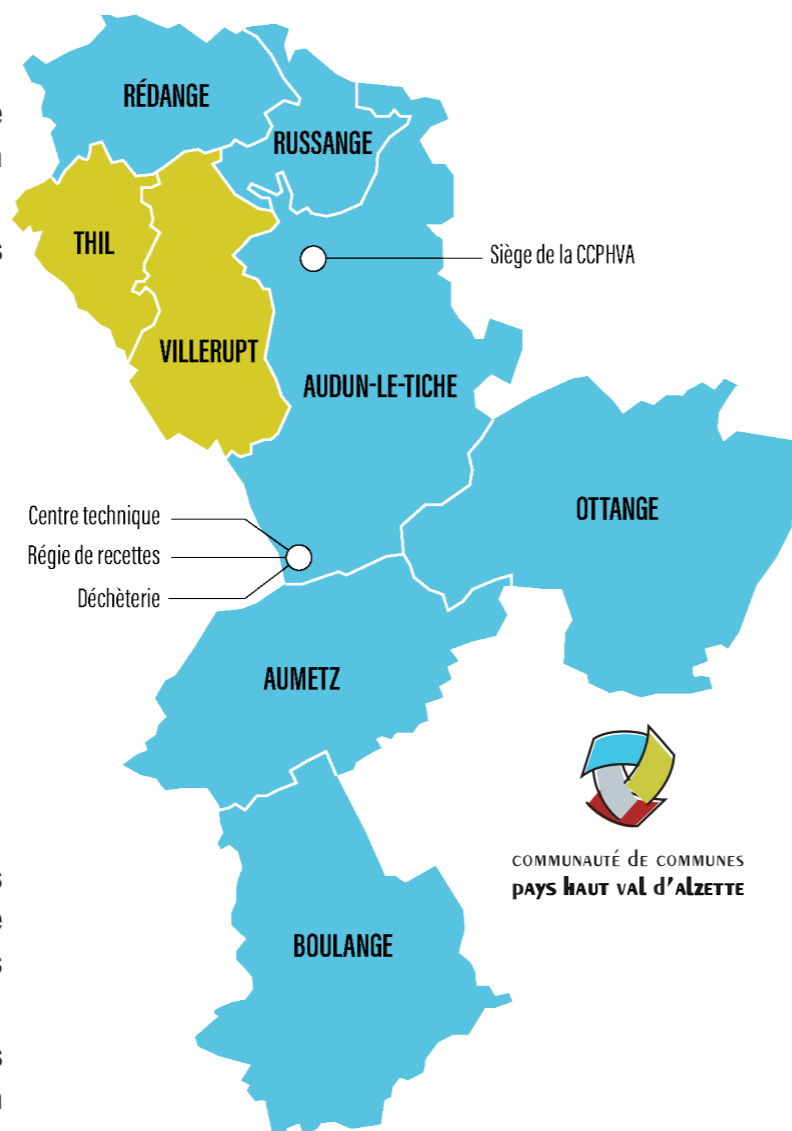 RÉDANGE
RUSSANGE
THIL
Siège de la CCPHVA
VILLERUPT
AUDUN-LE-TICHE
OTTANGE
Centre technique
Régie de recettes
Déchèterie
AUMETZ
COMMUNAUTÉ de COMMUNES
pays HAUT val d'alzette
BOULANGE